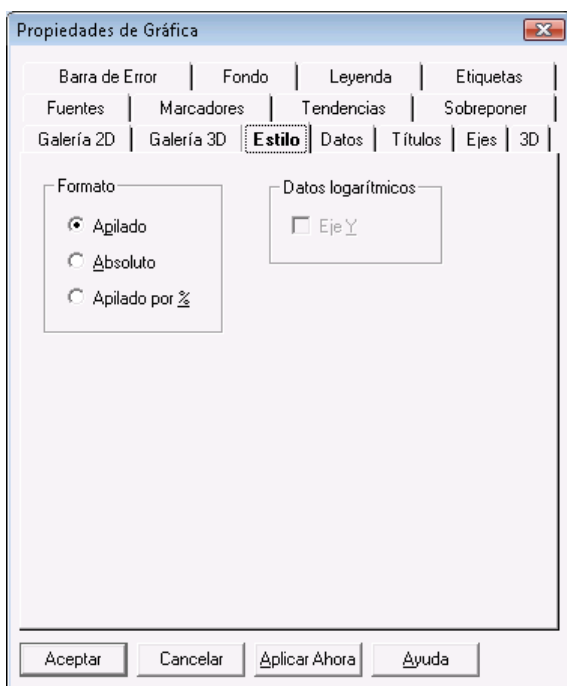 Propiedades de Gráfica
Barra de Error Fondo Leyenda Etiquetas
Fuentes Marcadores Tendencias Sobreponer
Galería 2D Galería 3D Estilo Datos Títulos Ejes 3D
Formato Datos logarítmicos
Apilado Eje Y
Absoluto
Apilado por %
Aceptar Cancelar Aplicar Ahora Ayuda